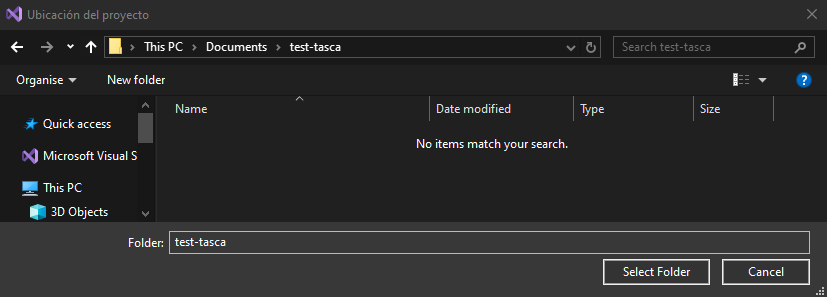 Ubicación del proyecto
This PC > Documents > test-tasca
Search test-tasca
Organise New folder
Name Date modified Type Size
No items match your search.
Quick access
Microsoft Visual S
This PC
3D Objects
Folder: test-tasca
Select Folder Cancel